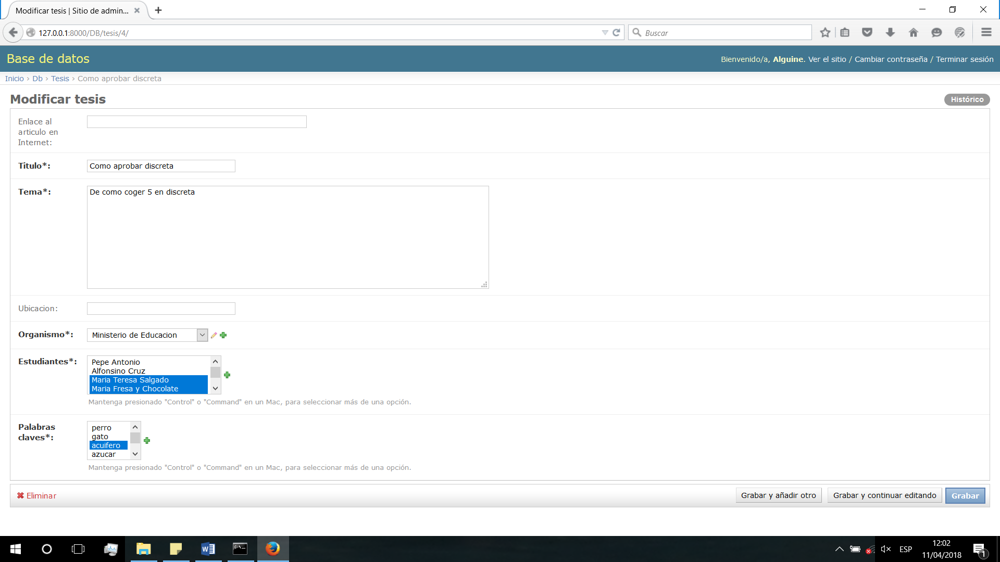 Modificar tesis | Sitio de admin...
127.0.0.1:8000/DB/tesis/4/
Buscar
Base de datos
Bienvenido/a, Alguine. Ver el sitio / Cambiar contraseña / Terminar sesión
Inicio › Db › Tesis › Como aprobar discreta
Modificar tesis
Histórico
Enlace al
articulo en
Internet:
Titulo*:
Como aprobar discreta
Tema*:
De como coger 5 en discreta
Ubicacion:
Organismo*:
Ministerio de Educacion
Estudiantes*:
Pepe Antonio
Alfonsino Cruz
Maria Teresa Salgado
Maria Fresa y Chocolate
Mantenga presionado "Control" o "Command" en un Mac, para seleccionar más de una opción.
Palabras
claves*:
perro
gato
acuifero
azucar
Mantenga presionado "Control" o "Command" en un Mac, para seleccionar más de una opción.
Eliminar
Grabar y añadir otro
Grabar y continuar editando
Grabar
ESP
12:02
11/04/2018
1